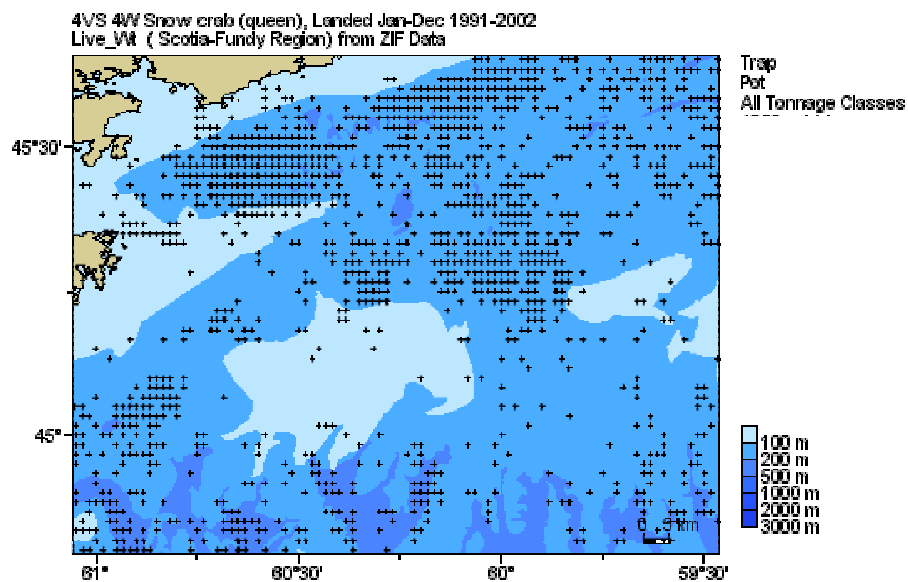 4VS 4W Snow crab (queen), Landed Jan-Dec 1991-2002
Live_Wt ( Scotia-Fundy Region) from ZIF Data
Trap
Pot
All Tonnage Classes
45°30'
45°
100 m
200 m
500 m
1000 m
2000 m
3000 m
61°
60°30'
60°
59°30'